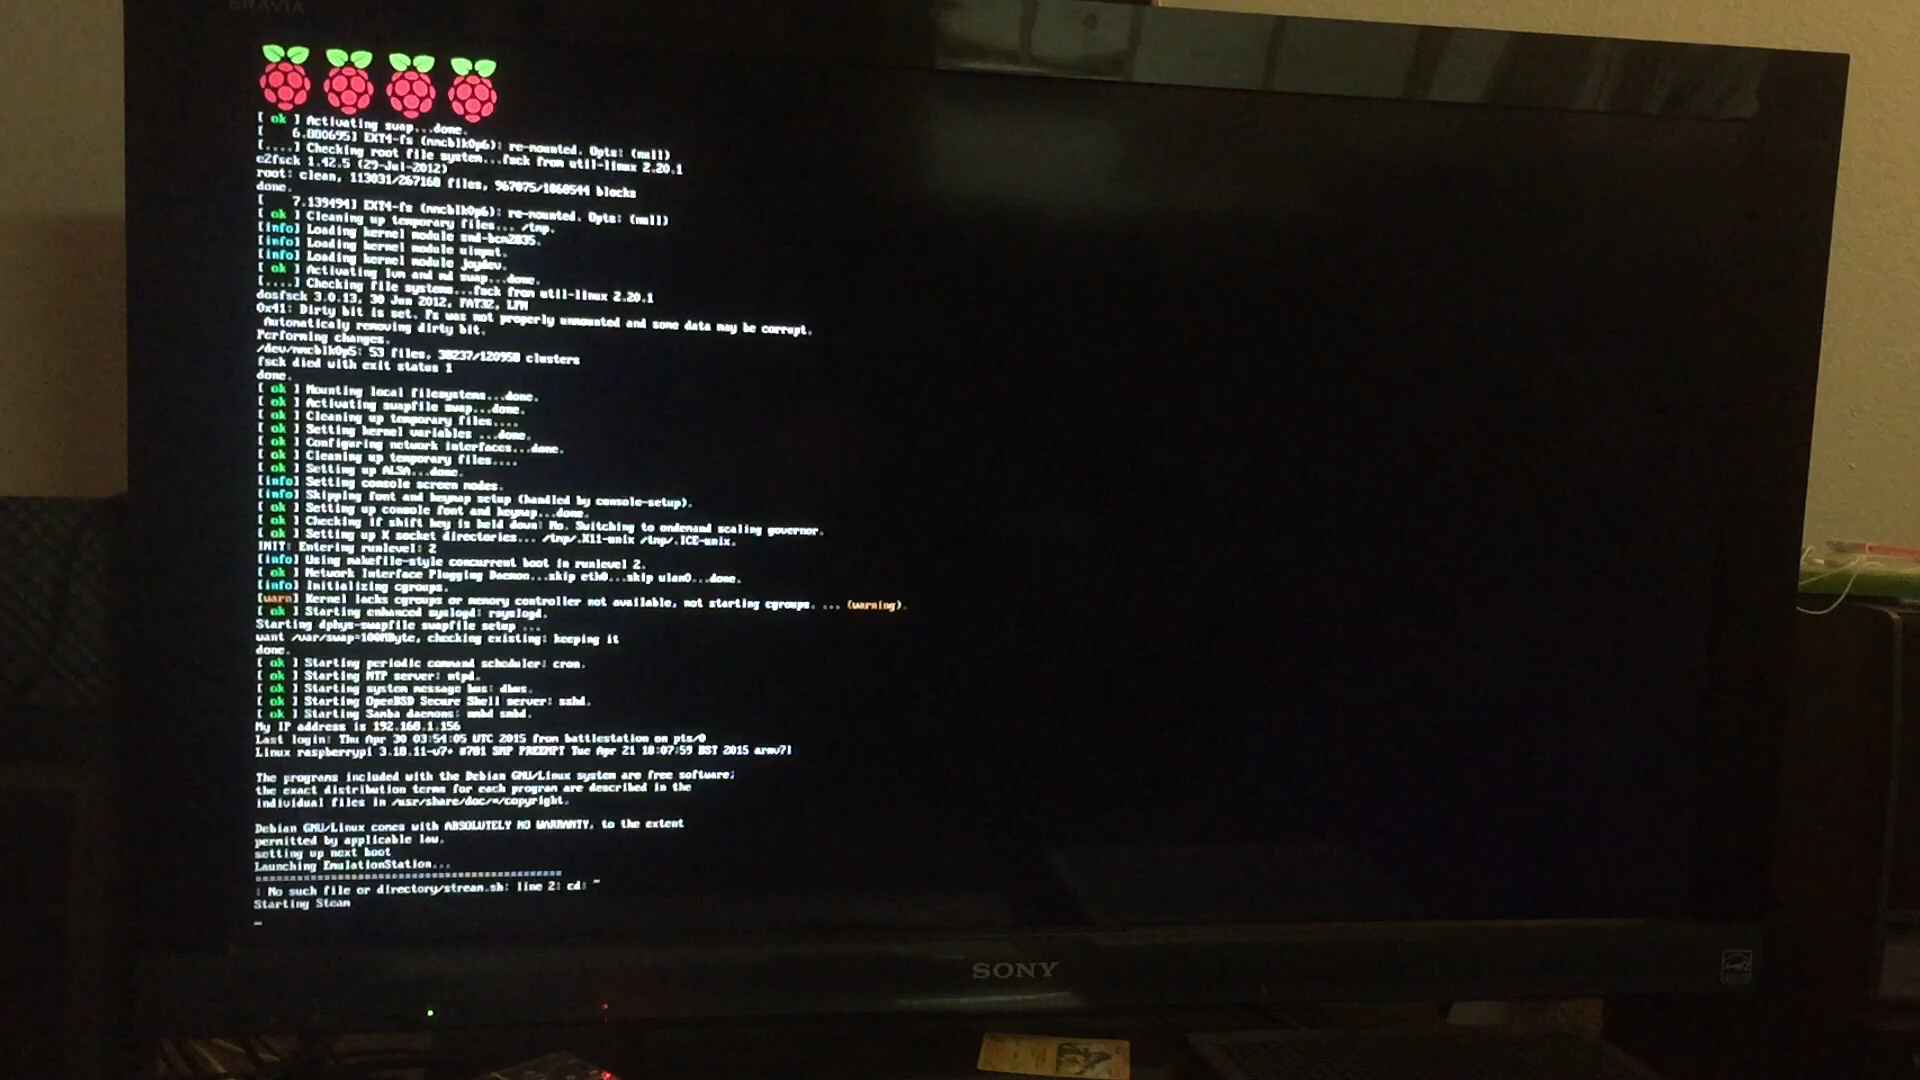 BRAVIA
[ ok ] Activating swap...done.
[    6.880695] EXT4-fs (mmcblk0p6): re-mounted. Opts: (null)
[....] Checking root file system...fsck from util-linux 2.20.1
e2fsck 1.42.5 (29-Jul-2012)
root: clean, 113031/267160 files, 967075/1068544 blocks
done.
[    7.139494] EXT4-fs (mmcblk0p6): re-mounted. Opts: (null)
[ ok ] Cleaning up temporary files... /tmp.
[info] Loading kernel module snd-bcm2835.
[info] Loading kernel module uinput.
[info] Loading kernel module joydev.
[ ok ] Activating lvm and md swap...done.
[....] Checking file systems...fsck from util-linux 2.20.1
dosfsck 3.0.13, 30 Jun 2012, FAT32, LFN
0x41: Dirty bit is set. Fs was not properly unmounted and some data may be corrupt.
Automaticaly removing dirty bit.
Performing changes.
/dev/mmcblk0p5: 53 files, 38237/120950 clusters
fsck died with exit status 1
done.
[ ok ] Mounting local filesystems...done.
[ ok ] Activating swapfile swap...done.
[ ok ] Cleaning up temporary files....
[ ok ] Setting kernel variables ...done.
[ ok ] Configuring network interfaces...done.
[ ok ] Cleaning up temporary files....
[ ok ] Setting up ALSA...done.
[info] Setting console screen modes.
[info] Skipping font and keymap setup (handled by console-setup).
[ ok ] Setting up console font and keymap...done.
[ ok ] Checking if shift key is held down: No. Switching to ondemand scaling governor.
[ ok ] Setting up X socket directories... /tmp/.X11-unix /tmp/.ICE-unix.
INIT: Entering runlevel: 2
[info] Using makefile-style concurrent boot in runlevel 2.
[ ok ] Network Interface Plugging Daemon...skip eth0...skip wlan0...done.
[info] Initializing cgroups.
[warn] Kernel lacks cgroups or memory controller not available, not starting cgroups. ... (warning).
[ ok ] Starting enhanced syslogd: rsyslogd.
Starting dphys-swapfile swapfile setup ...
want /var/swap=100MByte, checking existing: keeping it
done.
[ ok ] Starting periodic command scheduler: cron.
[ ok ] Starting NTP server: ntpd.
[ ok ] Starting system message bus: dbus.
[ ok ] Starting OpenBSD Secure Shell server: sshd.
[ ok ] Starting Samba daemons: nmbd smbd.
My IP address is 192.168.1.156
Last login: Thu Apr 30 03:54:05 UTC 2015 from battlestation on pts/0
Linux raspberrypi 3.18.11-v7+ #781 SMP PREEMPT Tue Apr 21 18:07:59 BST 2015 armv7l
The programs included with the Debian GNU/Linux system are free software;
the exact distribution terms for each program are described in the
individual files in /usr/share/doc/*/copyright.
Debian GNU/Linux comes with ABSOLUTELY NO WARRANTY, to the extent
permitted by applicable law.
setting up next boot
Launching EmulationStation...
: No such file or directory/stream.sh: line 2: cd: ~
Starting Steam
SONY